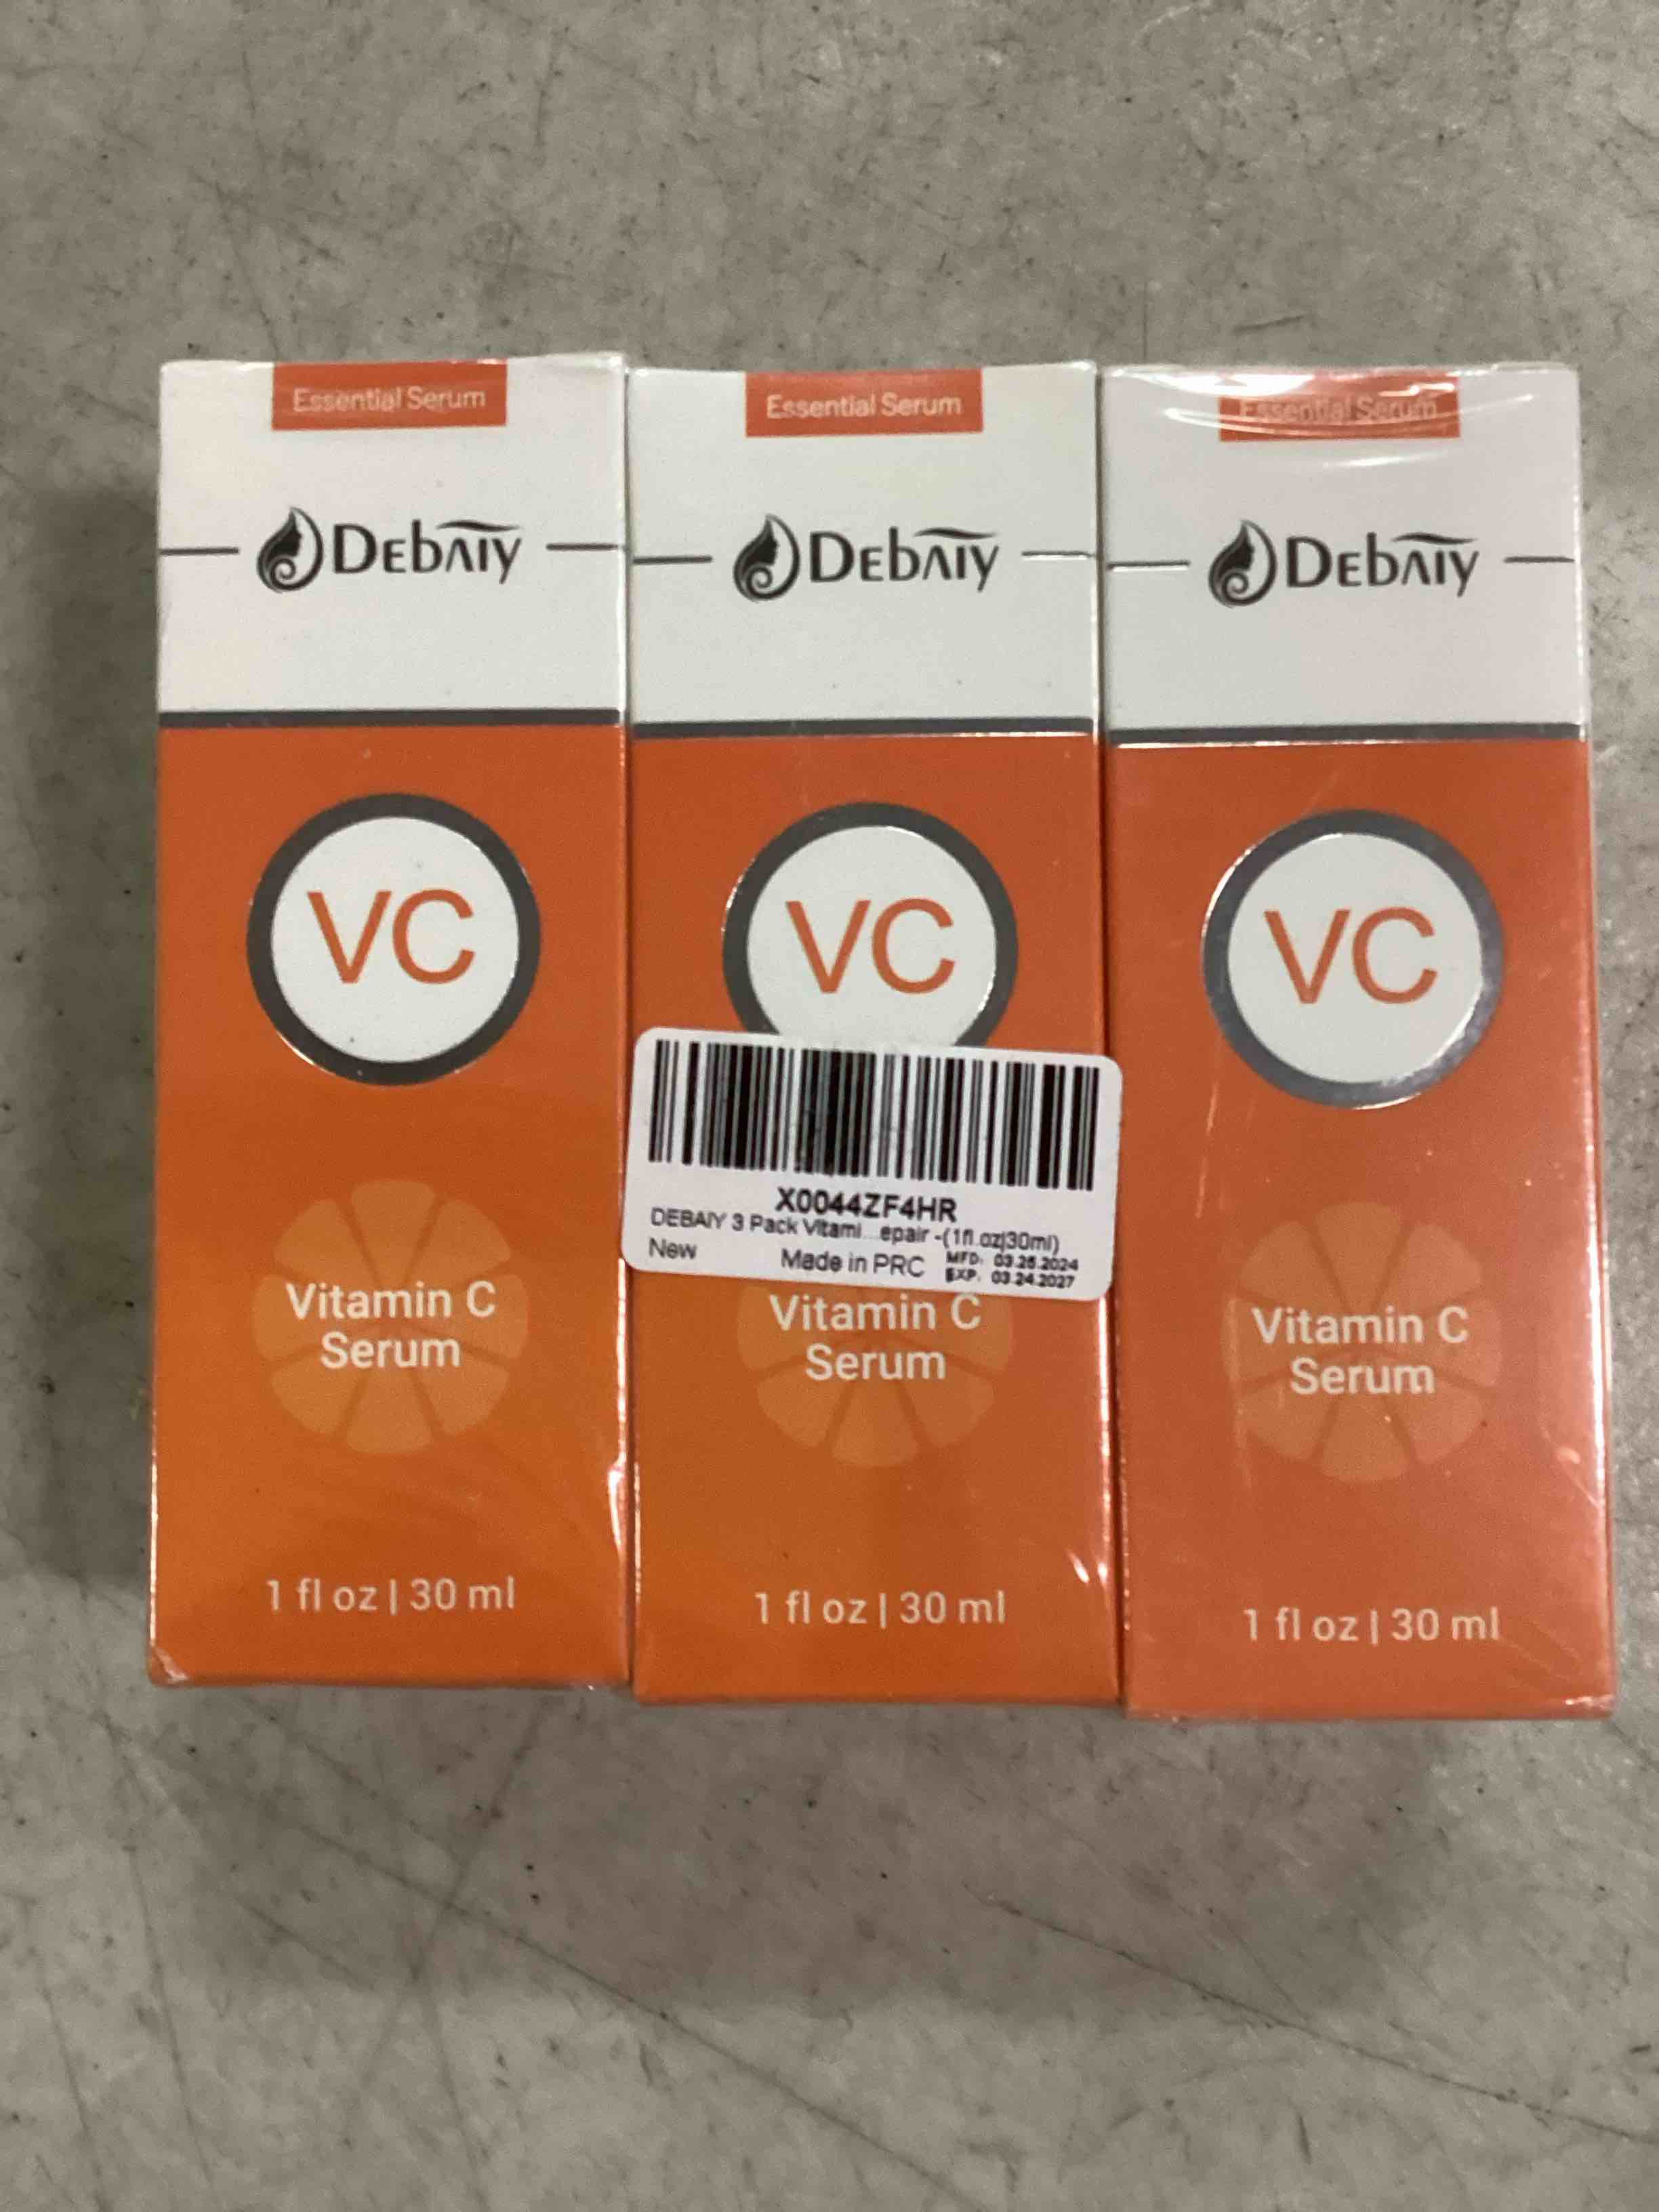 Essential Serum
DEBAIY
VC
Vitamin C
Serum
1 fl oz | 30 ml
Essential Serum
DEBAIY
VC
X0044ZF4HR
DEBAIY 3 Pack Vitami...epair -(1fl.oz|30ml)
New
Made in PRC
MFD: 03.25.2024
EXP: 03.24.2027
Vitamin C
Serum
1 fl oz | 30 ml
Essential Serum
DEBAIY
VC
Vitamin C
Serum
1 fl oz | 30 ml